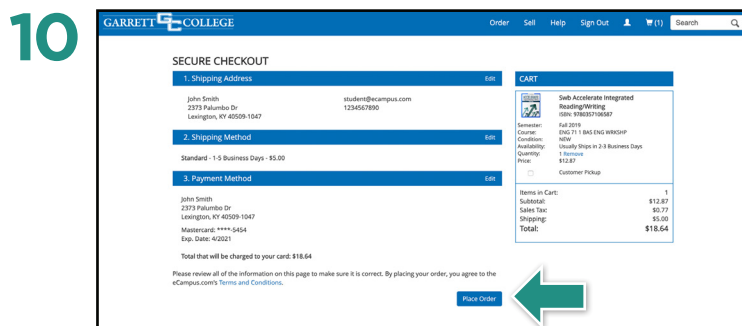 10
GARRETT COLLEGE
Order Sell Help Sign Out (1) Search
SECURE CHECKOUT
1. Shipping Address Edit
John Smith student@ecampus.com
2373 Palumbo Dr 1234567890
Lexington, KY 40509-1047
2. Shipping Method Edit
Standard - 1-5 Business Days - $5.00
3. Payment Method Edit
John Smith
2373 Palumbo Dr
Lexington, KY 40509-1047
Mastercard: ****-5454
Exp. Date: 4/2021
Total that will be charged to your card: $18.64
Please review all of the information on this page to make sure it is correct. By placing your order, you agree to the
eCampus.com's Terms and Conditions.
Place Order
CART
Swb Accelerate Integrated
Reading/Writing
ISBN: 9780357106587
Semester: Fall 2019
Course: ENG 71 1 BAS ENG WRKSHP
Condition: NEW
Availability: Usually Ships in 2-3 Business Days
Quantity: 1 Remove
Price: $12.87
Customer Pickup
Items in Cart: 1
Subtotal: $12.87
Sales Tax: $0.77
Shipping: $5.00
Total: $18.64